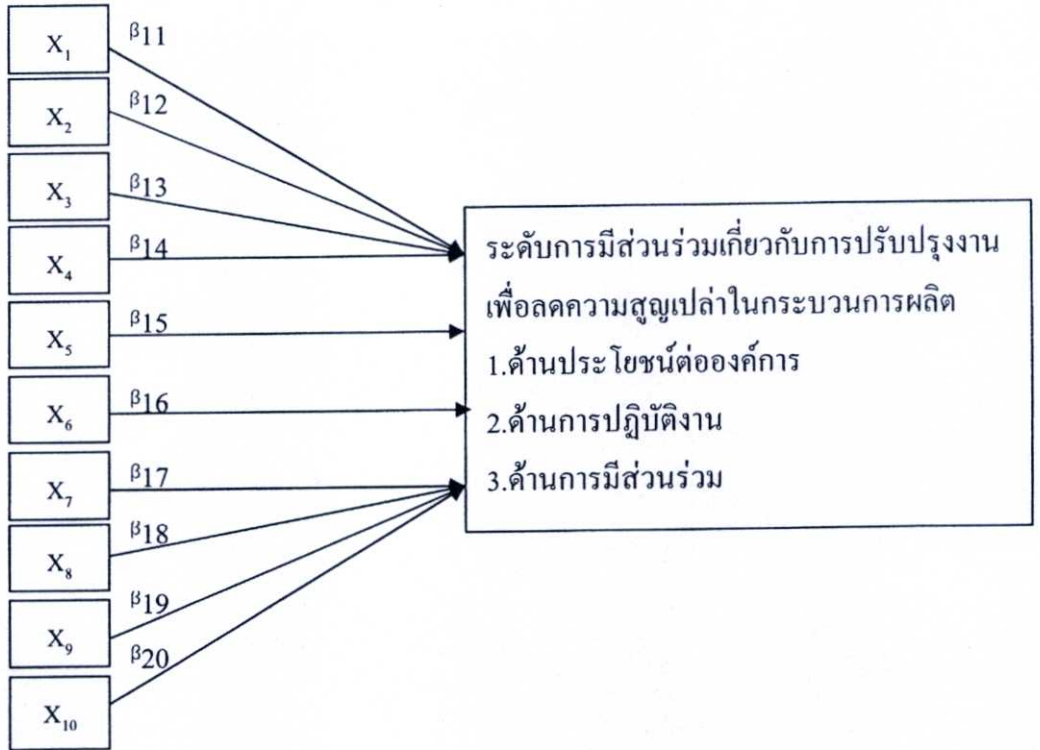 X₁
β11
X₂
β12
X₃
β13
X₄
β14
X₅
β15
X₆
β16
X₇
β17
X₈
β18
X₉
β19
X₁₀
β20
ระดับการมีส่วนร่วมเกี่ยวกับการปรับปรุงงาน
เพื่อลดความสูญเปล่าในกระบวนการผลิต
1.ด้านประโยชน์ต่อองค์การ
2.ด้านการปฏิบัติงาน
3.ด้านการมีส่วนร่วม